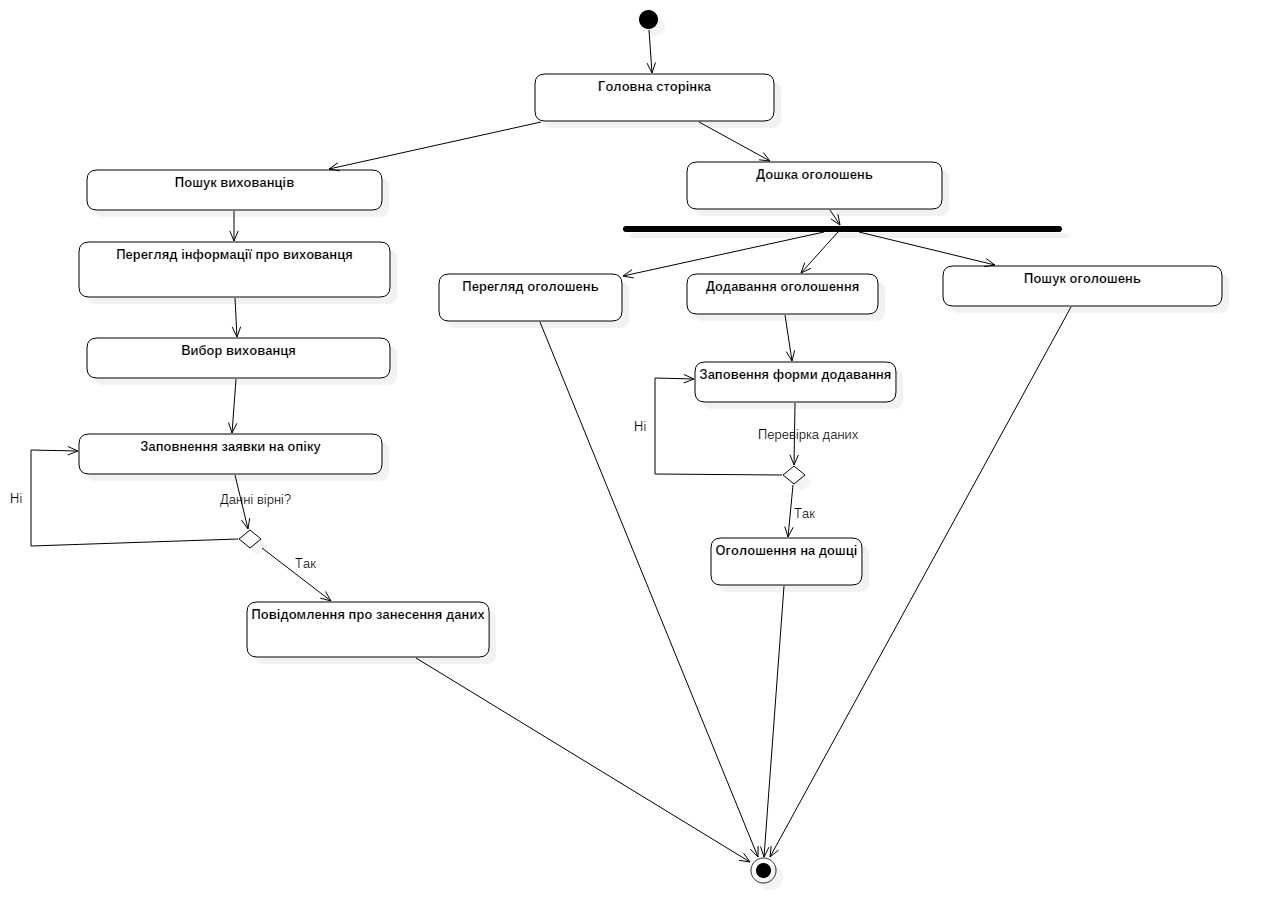 Головна сторінка
Пошук вихованців
Дошка оголошень
Перегляд інформації про вихованця
Перегляд оголошень
Додавання оголошення
Пошук оголошень
Вибор вихованця
Заповення форми додавання
Ні
Перевірка даних
Заповнення заявки на опіку
Ні
Данні вірні?
Так
Оголошення на дошці
Так
Повідомлення про занесення даних